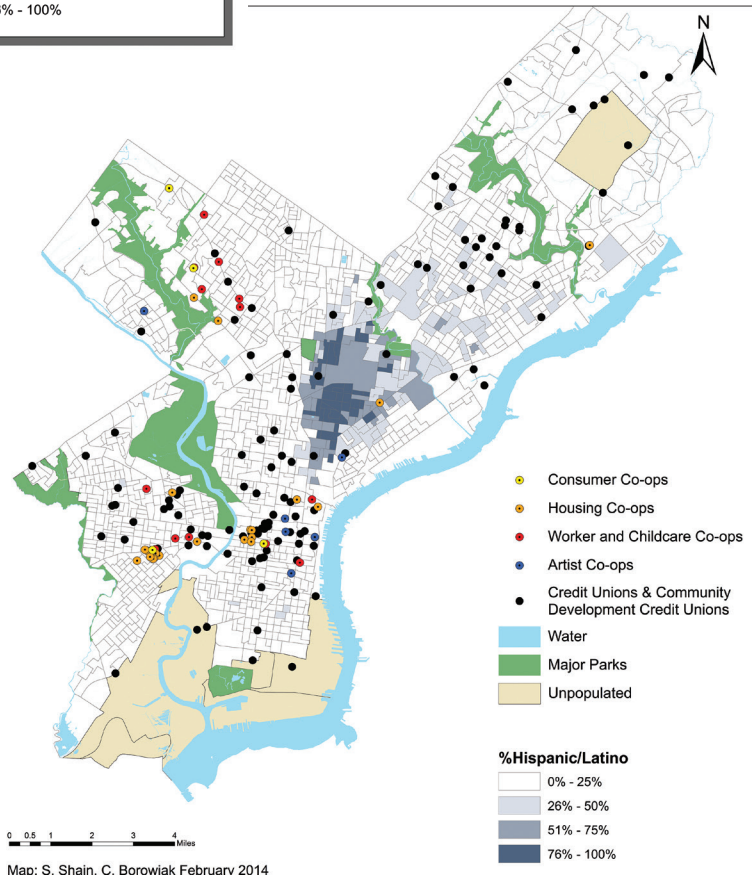 % - 100%
N
Consumer Co-ops
Housing Co-ops
Worker and Childcare Co-ops
Artist Co-ops
Credit Unions & Community
Development Credit Unions
Water
Major Parks
Unpopulated
%Hispanic/Latino
0% - 25%
26% - 50%
51% - 75%
76% - 100%
0 0.5 1 2 3 4
Miles
Map: S. Shain, C. Borowiak February 2014